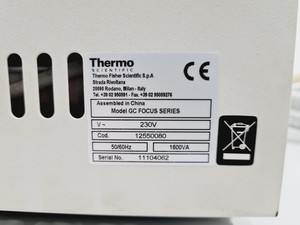 Thermo
SCIENTIFIC
CE
Thermo Fisher Scientific S.p.A
Strada Rivoltana
20090 Rodano, Milan - Italy
Tel. +39 02 950591 - Fax. +39 02 95059276
Assembled in China
Model GC FOCUS SERIES
V ~ 230V
Cod. 12550080
50/60Hz 1600VA
Serial No. 11104062